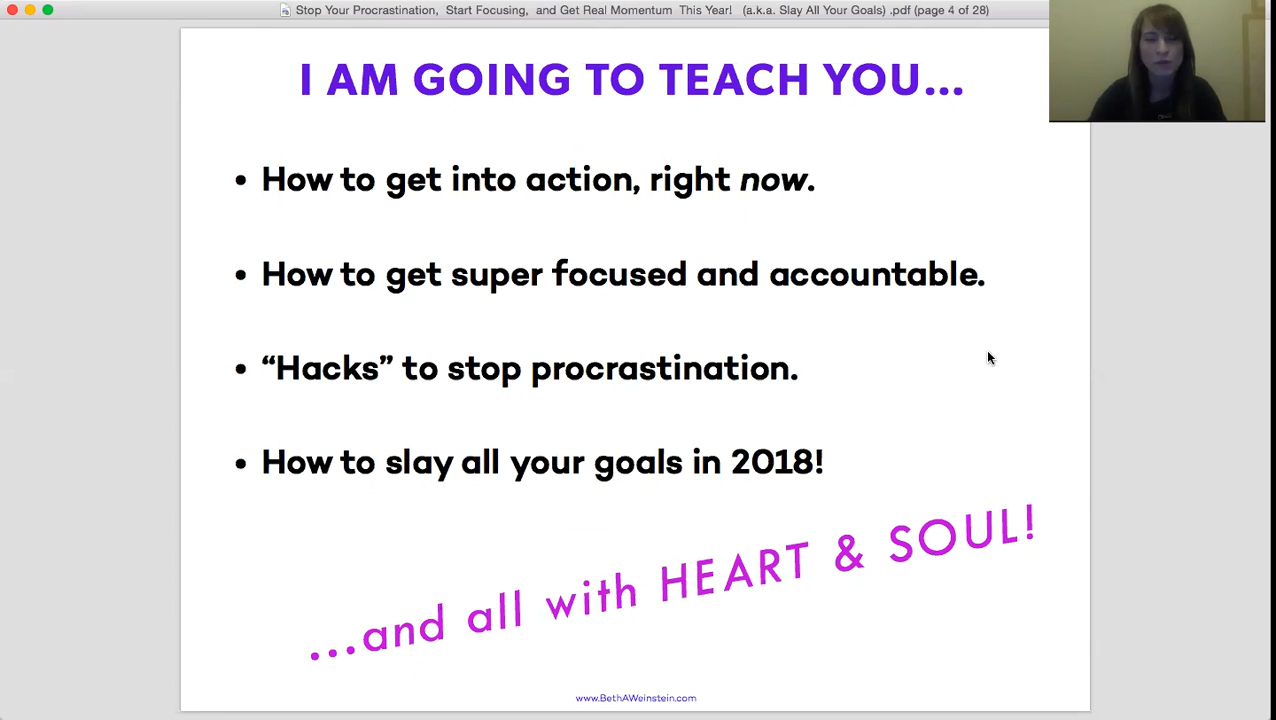 Stop Your Procrastination, Start Focusing, and Get Real Momentum This Year! (a.k.a. Slay All Your Goals) .pdf (page 4 of 28)
I AM GOING TO TEACH YOU...
• How to get into action, right now.
• How to get super focused and accountable.
• “Hacks” to stop procrastination.
• How to slay all your goals in 2018!
...and all with HEART & SOUL!
www.BethAWeinstein.com